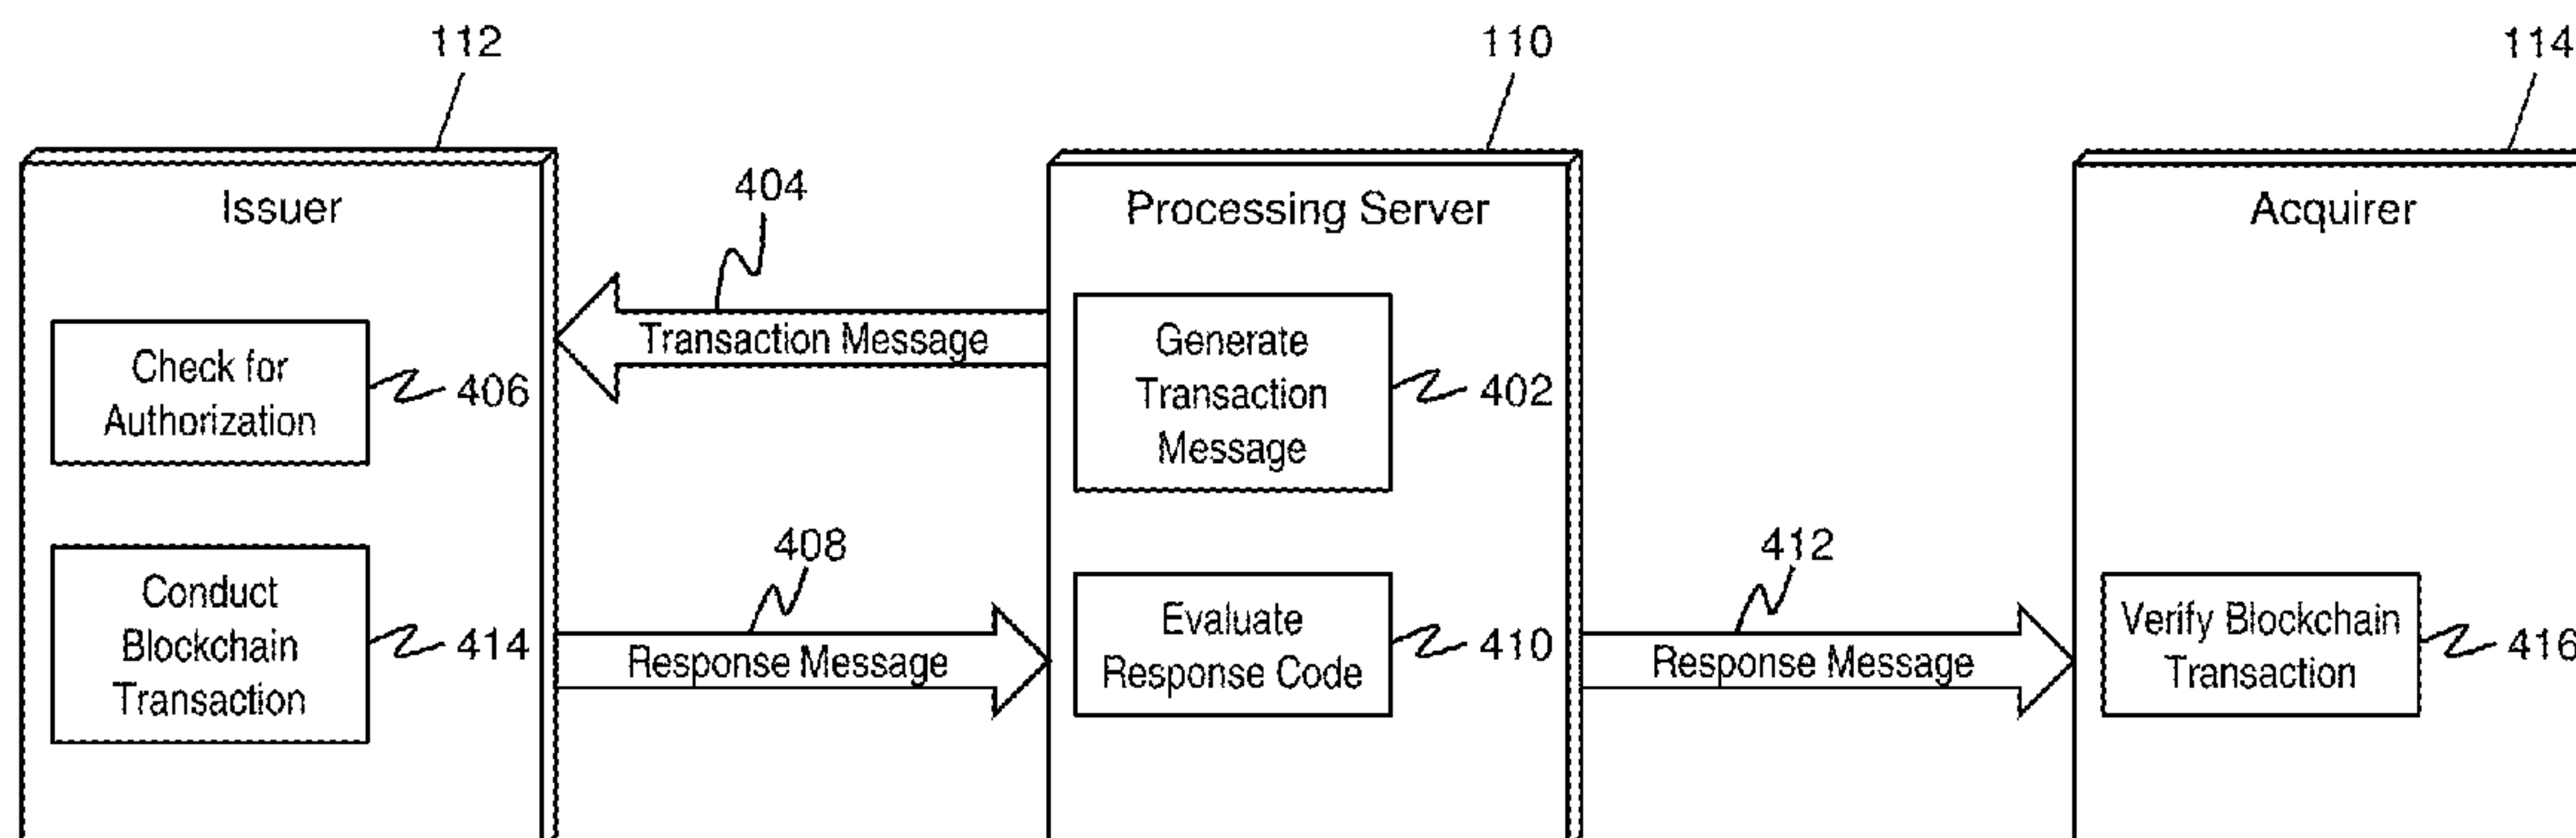 112
110
114
Issuer
Processing Server
Acquirer
404
Transaction Message
Generate
Transaction
Message
402
Check for
Authorization
406
408
412
Conduct
Blockchain
Transaction
414
Response Message
Evaluate
Response Code
410
Response Message
Verify Blockchain
Transaction
416